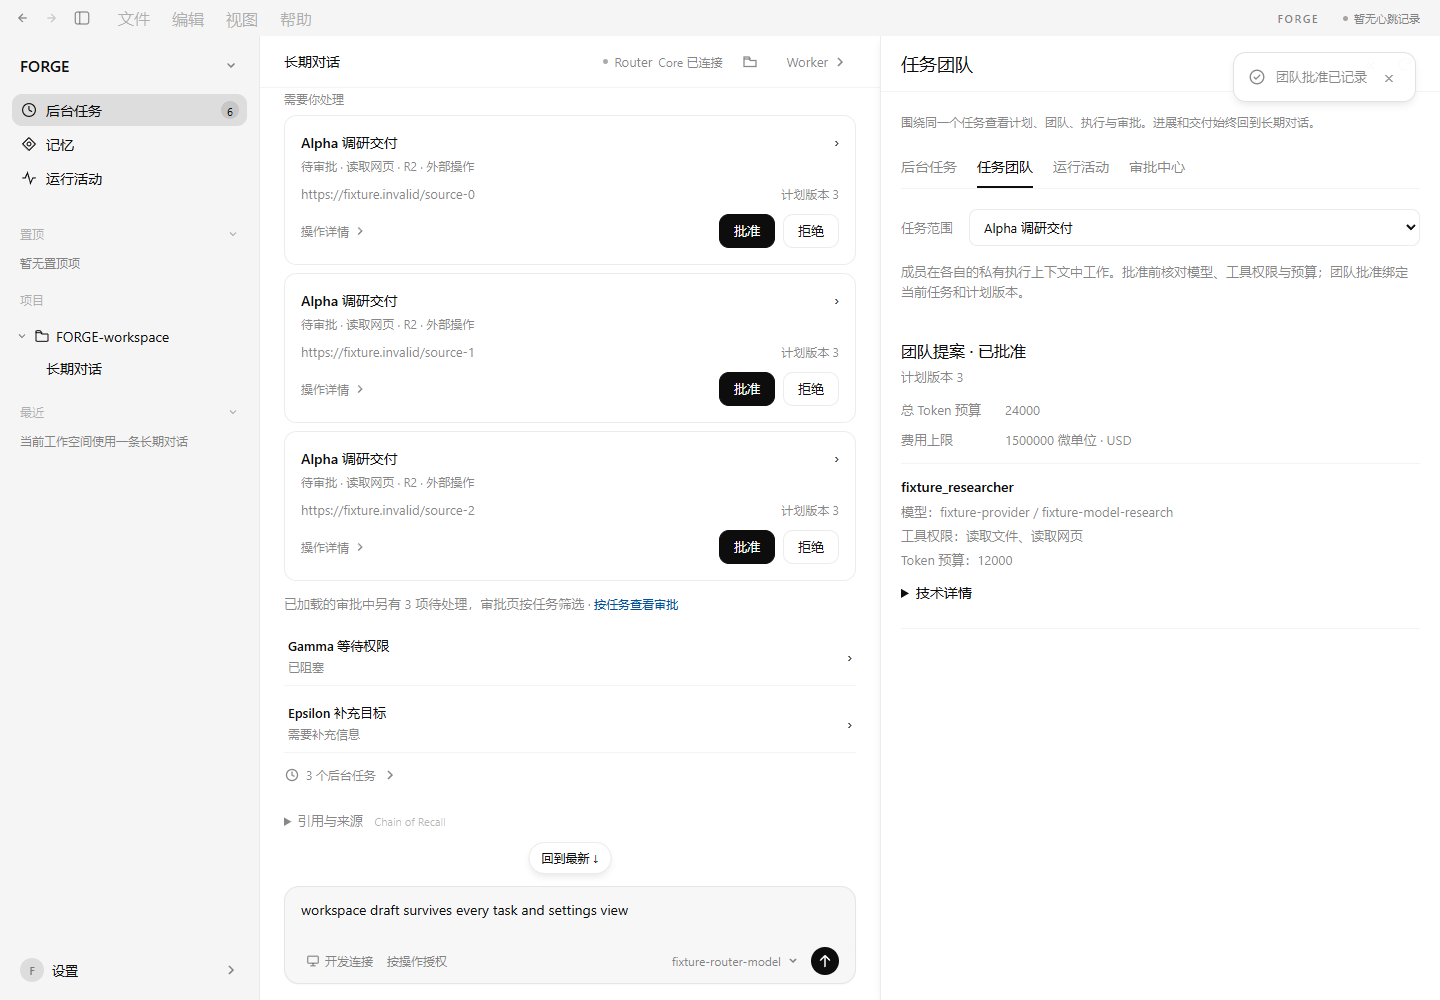 文件 编辑 视图 帮助
FORGE
暂无心跳记录
FORGE
后台任务
6
记忆
运行活动
置顶
暂无置顶项
项目
FORGE-workspace
长期对话
最近
当前工作空间使用一条长期对话
F 设置
长期对话
Router Core 已连接
Worker
需要你处理
Alpha 调研交付
待审批 · 读取网页 · R2 · 外部操作
https://fixture.invalid/source-0
计划版本 3
操作详情
批准
拒绝
Alpha 调研交付
待审批 · 读取网页 · R2 · 外部操作
https://fixture.invalid/source-1
计划版本 3
操作详情
批准
拒绝
Alpha 调研交付
待审批 · 读取网页 · R2 · 外部操作
https://fixture.invalid/source-2
计划版本 3
操作详情
批准
拒绝
已加载的审批中另有 3 项待处理，审批页按任务筛选 · 按任务查看审批
Gamma 等待权限
已阻塞
Epsilon 补充目标
需要补充信息
3 个后台任务
引用与来源 Chain of Recall
回到最新 ↓
workspace draft survives every task and settings view
开发连接 按操作授权
fixture-router-model
任务团队
团队批准已记录
围绕同一个任务查看计划、团队、执行与审批。进展和交付始终回到长期对话。
后台任务 任务团队 运行活动 审批中心
任务范围
Alpha 调研交付
成员在各自的私有执行上下文中工作。批准前核对模型、工具权限与预算；团队批准绑定
当前任务和计划版本。
团队提案 · 已批准
计划版本 3
总 Token 预算 24000
费用上限 1500000 微单位 · USD
fixture_researcher
模型：fixture-provider / fixture-model-research
工具权限：读取文件、读取网页
Token 预算：12000
技术详情